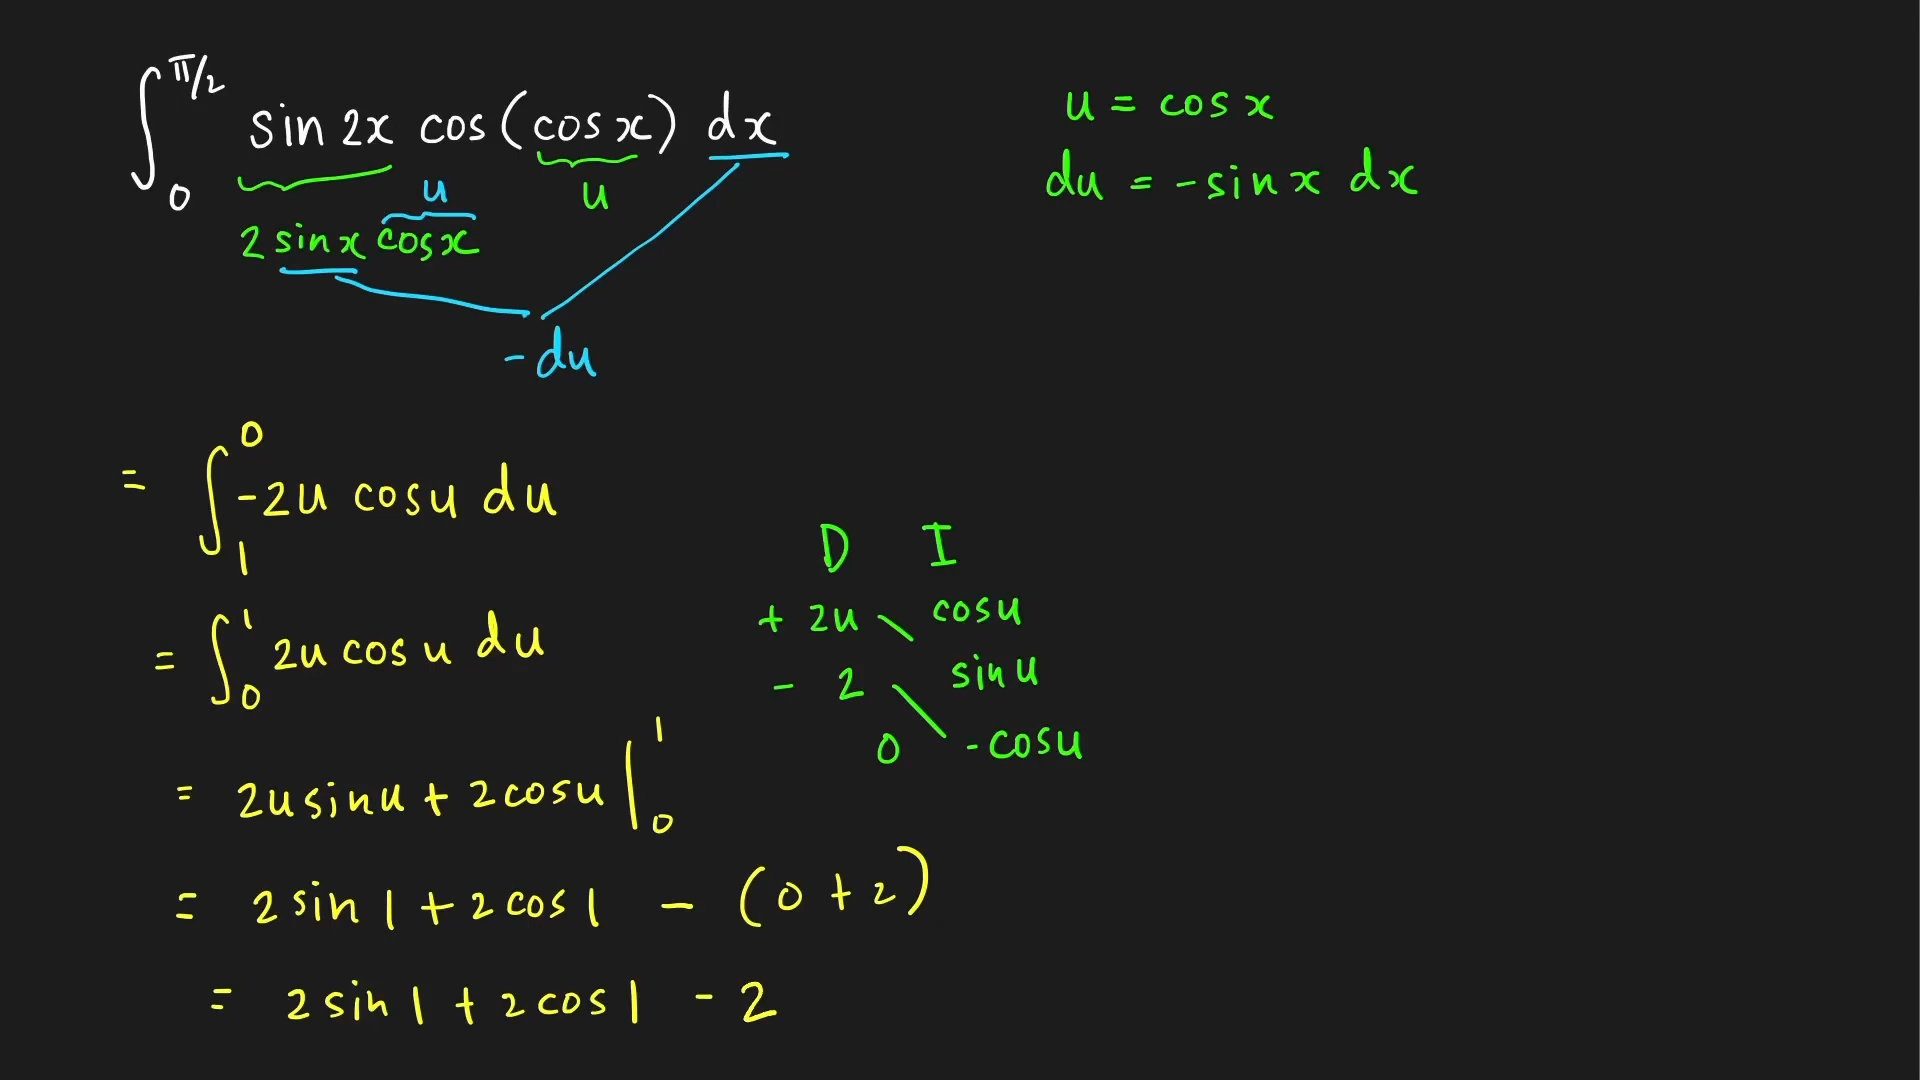 ∫₀^π/2 sin 2x cos(cos x) dx
u = cos x
du = -sin x dx
u
u
2 sin x cos x
-du
= ∫₁⁰ -2u cos u du
D I
+ 2u cos u
- 2 sin u
0 -cos u
= ∫₀¹ 2u cos u du
= 2u sin u + 2 cos u |₀¹
= 2 sin 1 + 2 cos 1 - (0 + 2)
= 2 sin 1 + 2 cos 1 - 2